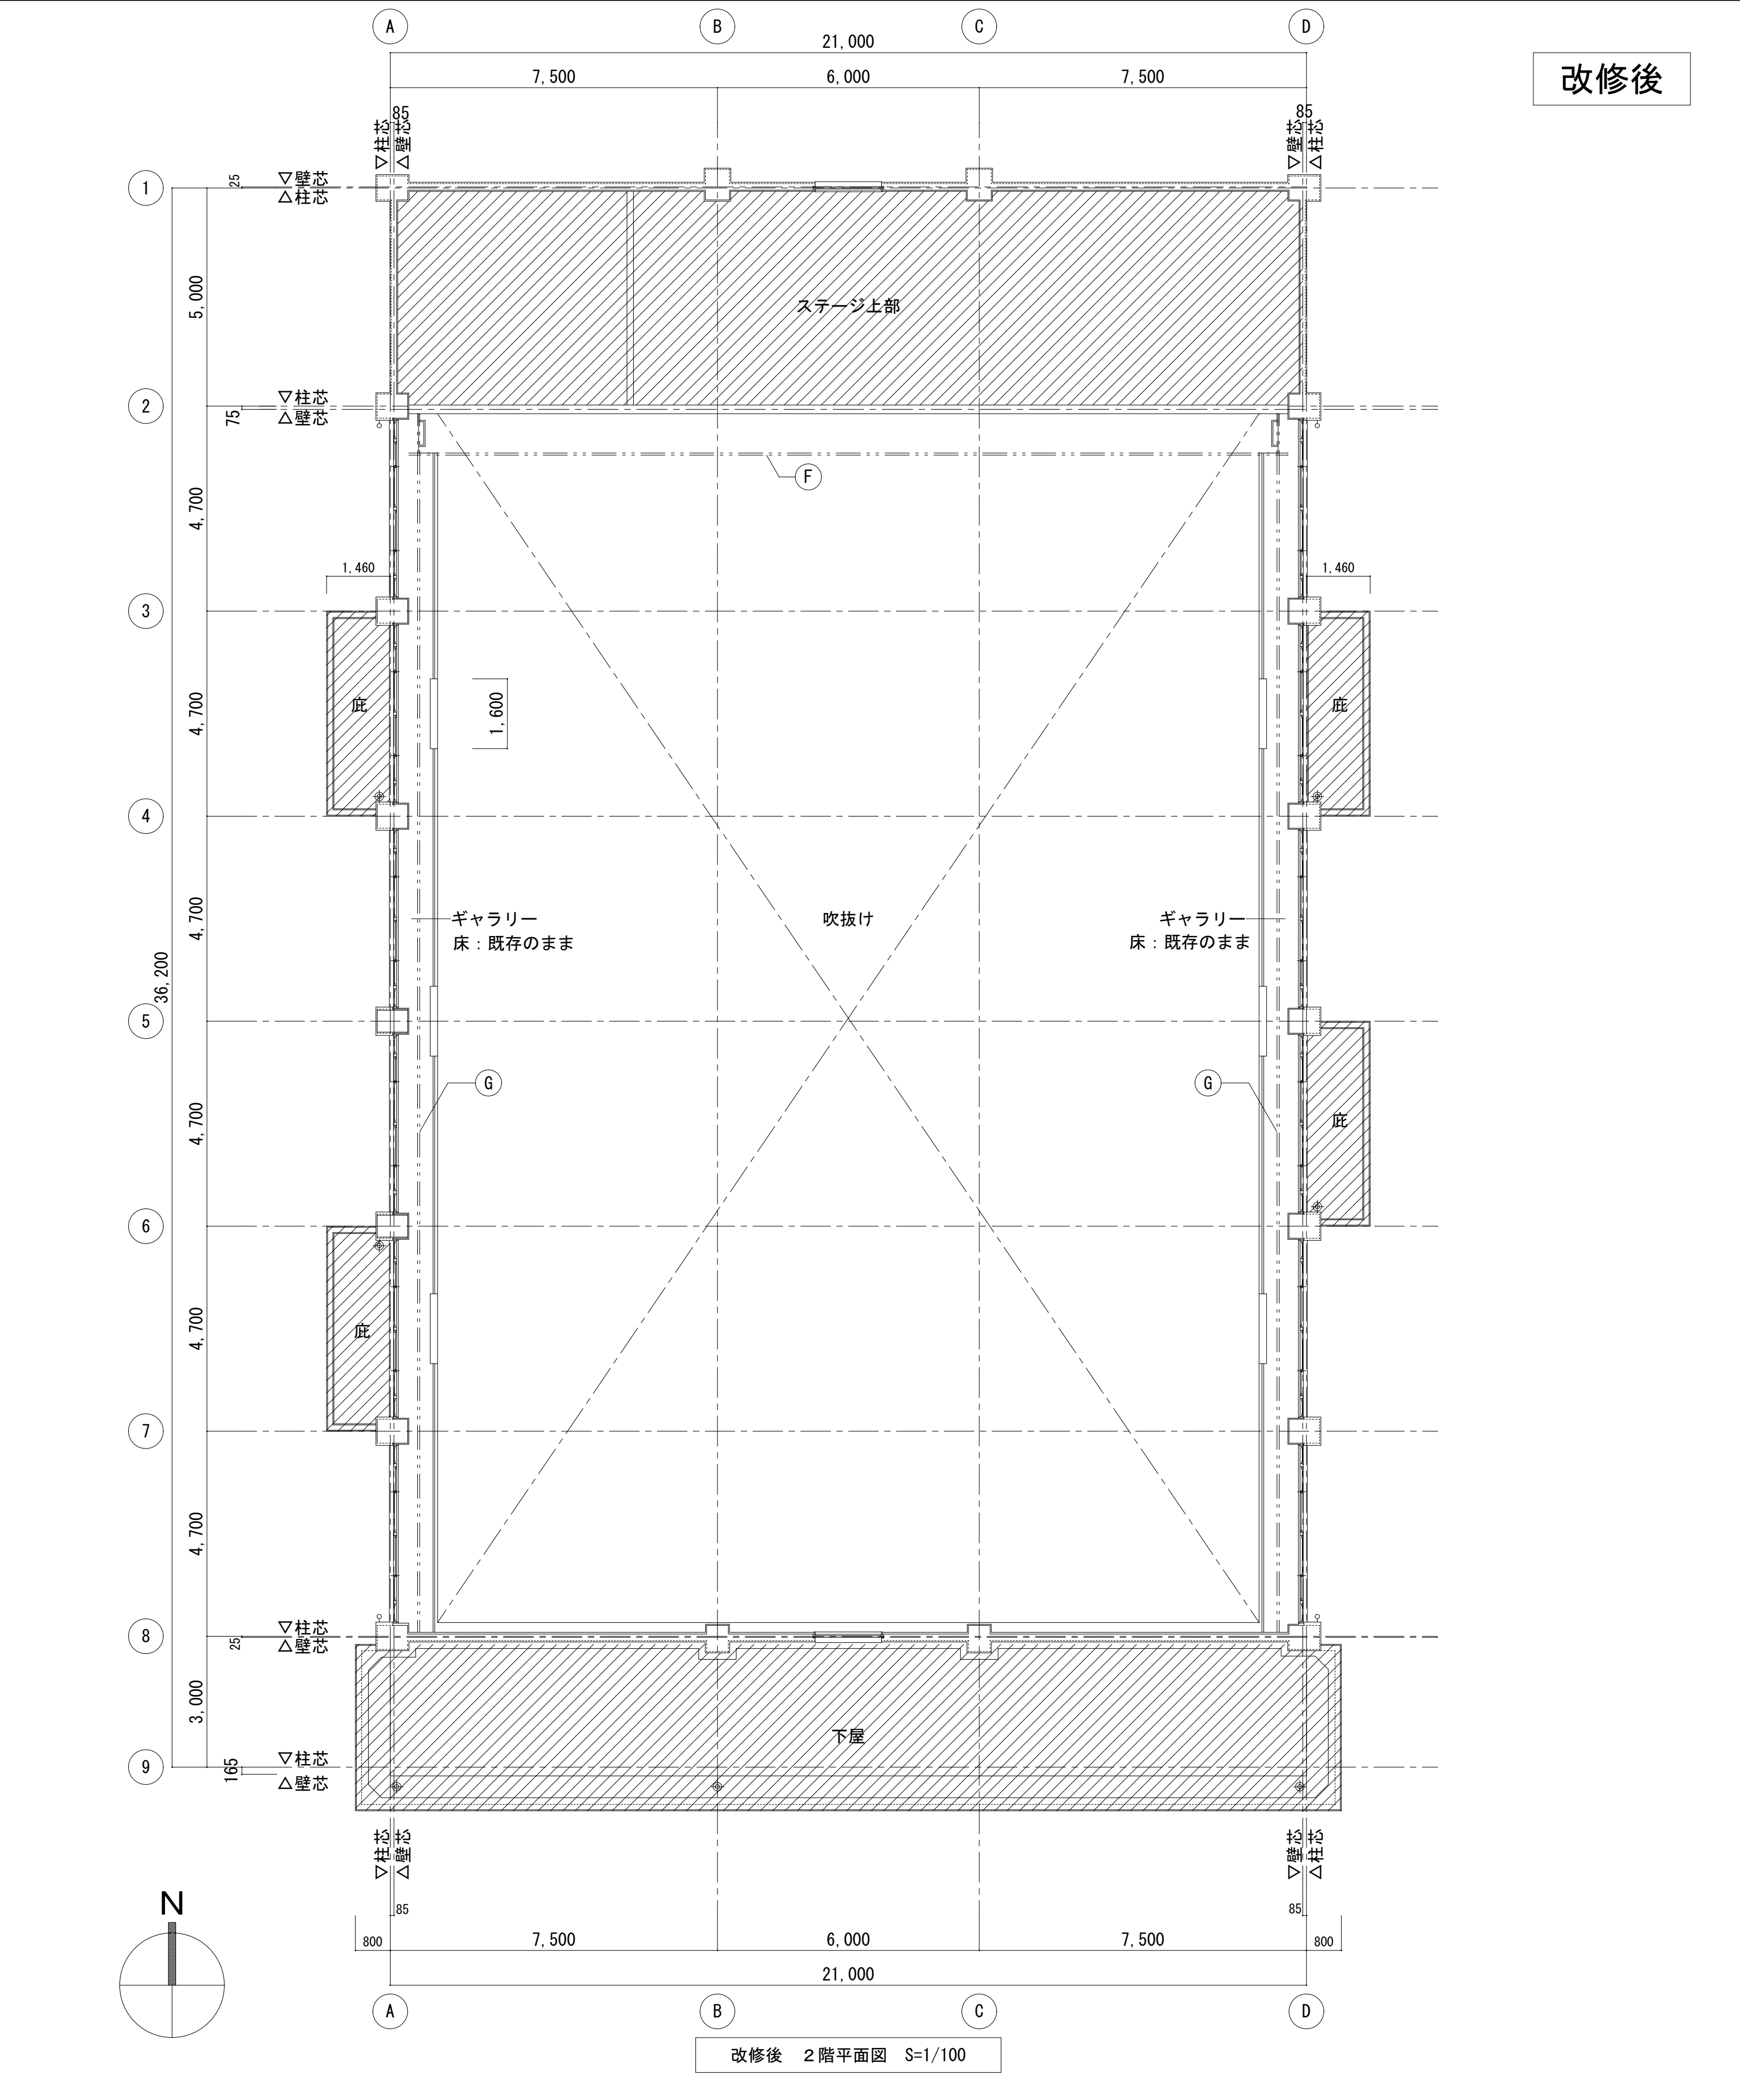 A
B
C
D
21,000
7,500
6,000
7,500
改修後
85
▽柱芯
△壁芯
85
▽壁芯
△柱芯
1
25
▽壁芯
△柱芯
5,000
ステージ上部
2
75
▽柱芯
△壁芯
F
4,700
1,460
1,460
3
庇
4,700
1,600
庇
4
4,700
ギャラリー
床：既存のまま
吹抜け
ギャラリー
床：既存のまま
36,200
5
G
G
4,700
庇
6
4,700
庇
7
4,700
8
25
▽柱芯
△壁芯
3,000
下屋
9
165
▽柱芯
△壁芯
▽柱芯
△壁芯
▽壁芯
△柱芯
N
85
85
800
7,500
6,000
7,500
800
21,000
A
B
C
D
改修後　２階平面図　S=1/100